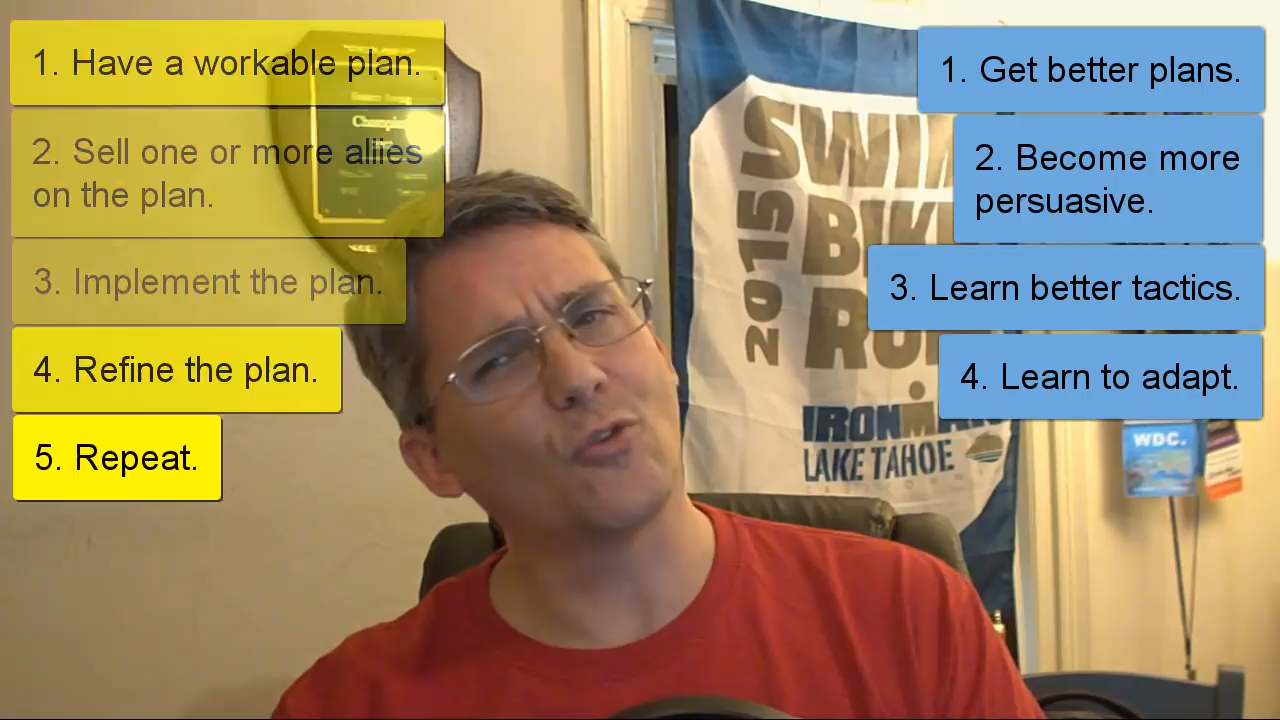 1. Have a workable plan.
2. Sell one or more allies
on the plan.
3. Implement the plan.
4. Refine the plan.
5. Repeat.
1. Get better plans.
2. Become more
persuasive.
3. Learn better tactics.
4. Learn to adapt.
2015
SWIM
BIKE
IRONMAN
LAKE TAHOE
WDC.